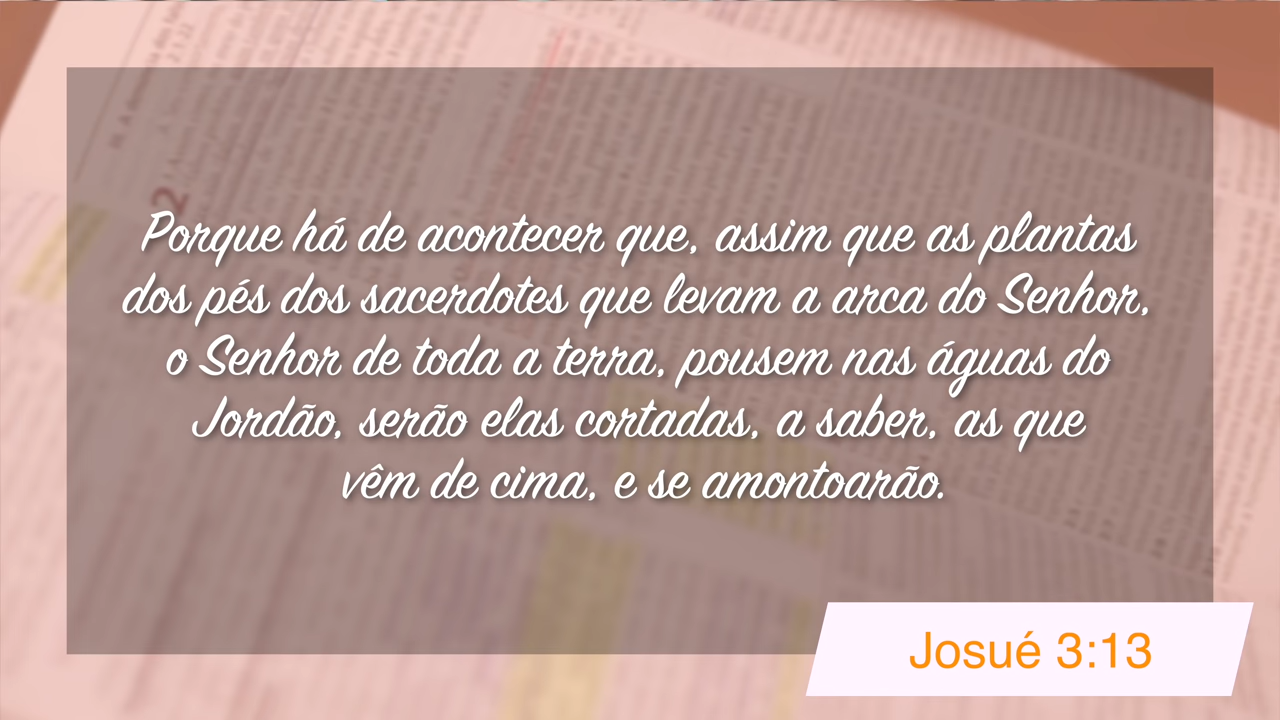 Porque há de acontecer que, assim que as plantas
dos pés dos sacerdotes que levam a arca do Senhor,
o Senhor de toda a terra, pousem nas águas do
Jordão, serão elas cortadas, a saber, as que
vêm de cima, e se amontoarão.
Josué 3:13